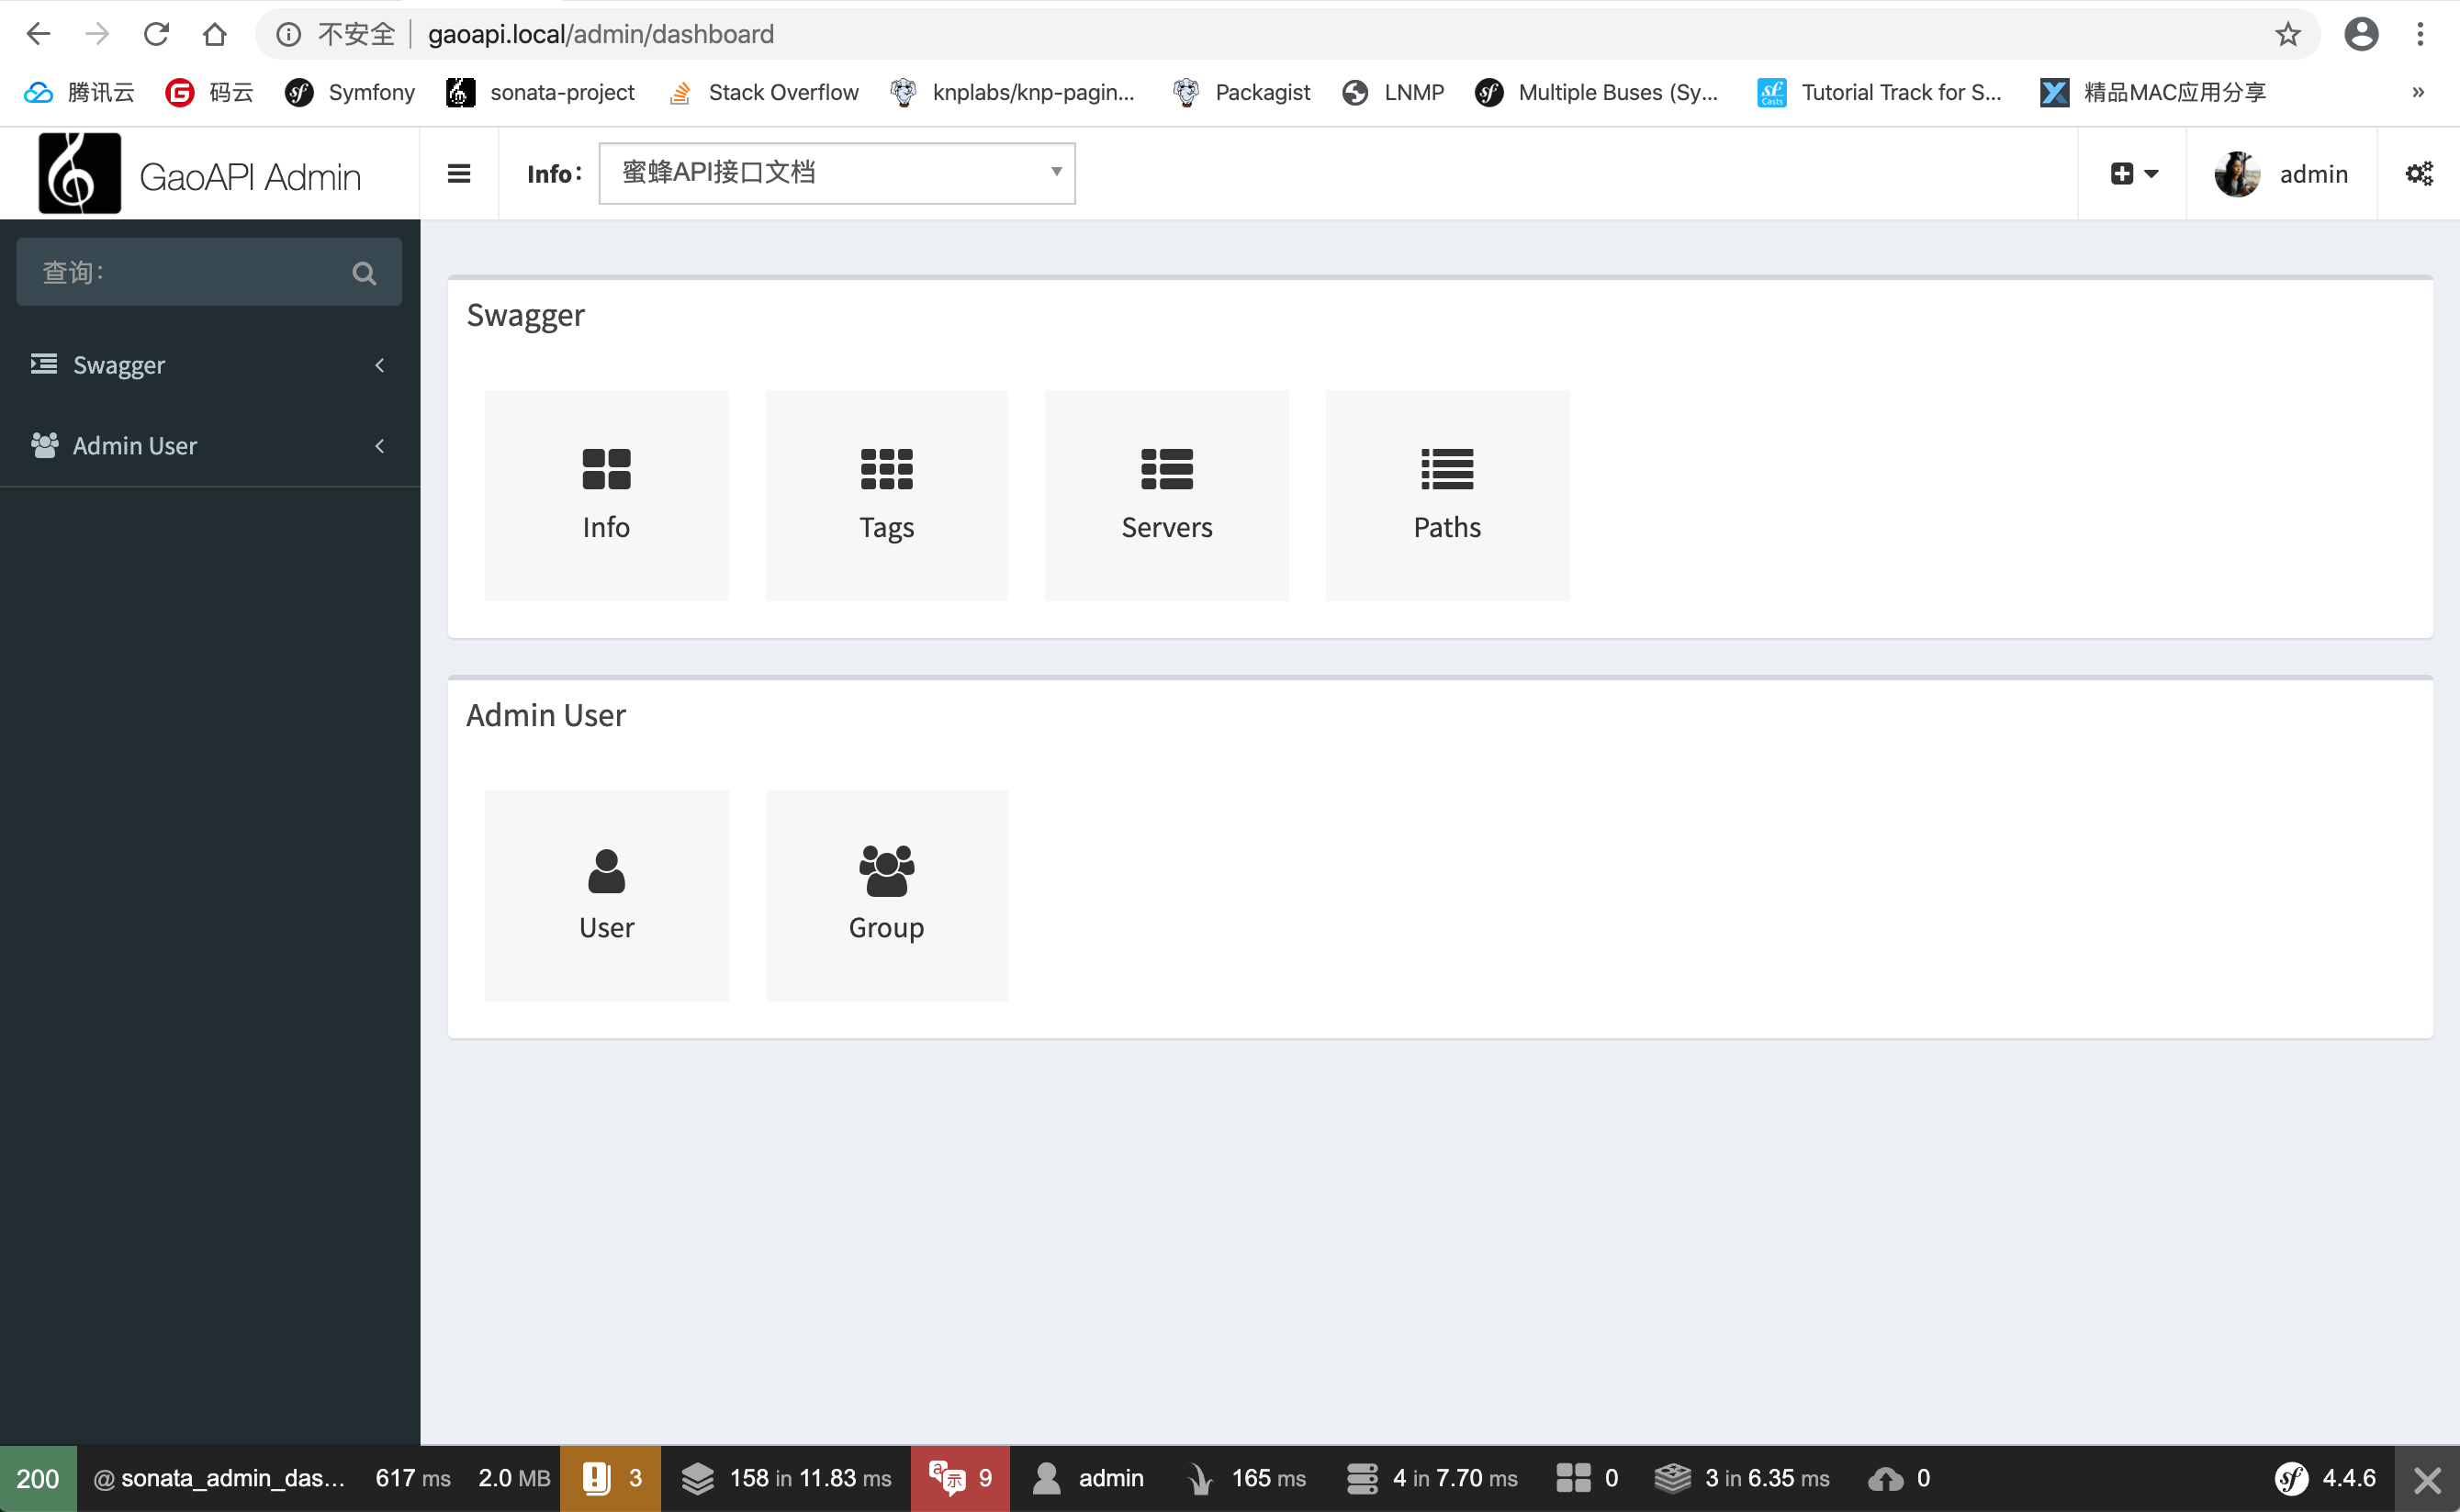 不安全 gaoapi.local/admin/dashboard
腾讯云 码云 Symfony sonata-project Stack Overflow knplabs/knp-pagin... Packagist LNMP Multiple Buses (Sy... Tutorial Track for S... 精品MAC应用分享 »
GaoAPI Admin Info： 蜜蜂API接口文档 admin
查询：
Swagger
Admin User
Swagger
Info Tags Servers Paths
Admin User
User Group
200 @ sonata_admin_das... 617 ms 2.0 MB 3 158 in 11.83 ms 9 admin 165 ms 4 in 7.70 ms 0 3 in 6.35 ms 0 4.4.6